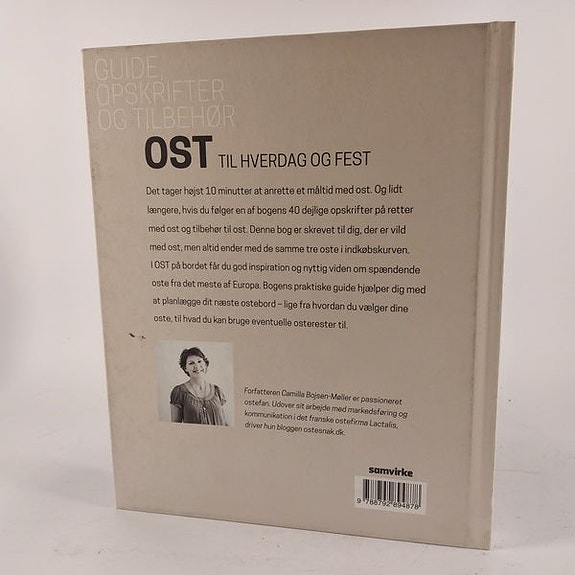 GUIDE,
OPSKRIFTER
OG TILBEHØR
OST TIL HVERDAG OG FEST
Det tager højst 10 minutter at anrette et måltid med ost. Og lidt
længere, hvis du følger en af bogens 40 dejlige opskrifter på retter
med ost og tilbehør til ost. Denne bog er skrevet til dig, der er vild
med ost, men altid ender med de samme tre oste i indkøbskurven.
I OST på bordet får du god inspiration og nyttig viden om spændende
oste fra det meste af Europa. Bogens praktiske guide hjælper dig med
at planlægge dit næste ostebord – lige fra hvordan du vælger dine
oste, til hvad du kan bruge eventuelle osterester til.
Forfatteren Camilla Bojsen-Møller er passioneret
ostefan. Udover sit arbejde med markedsføring og
kommunikation i det franske ostefirma Lactalis,
driver hun bloggen ostesnak.dk.
samvirke
9 788792 894878